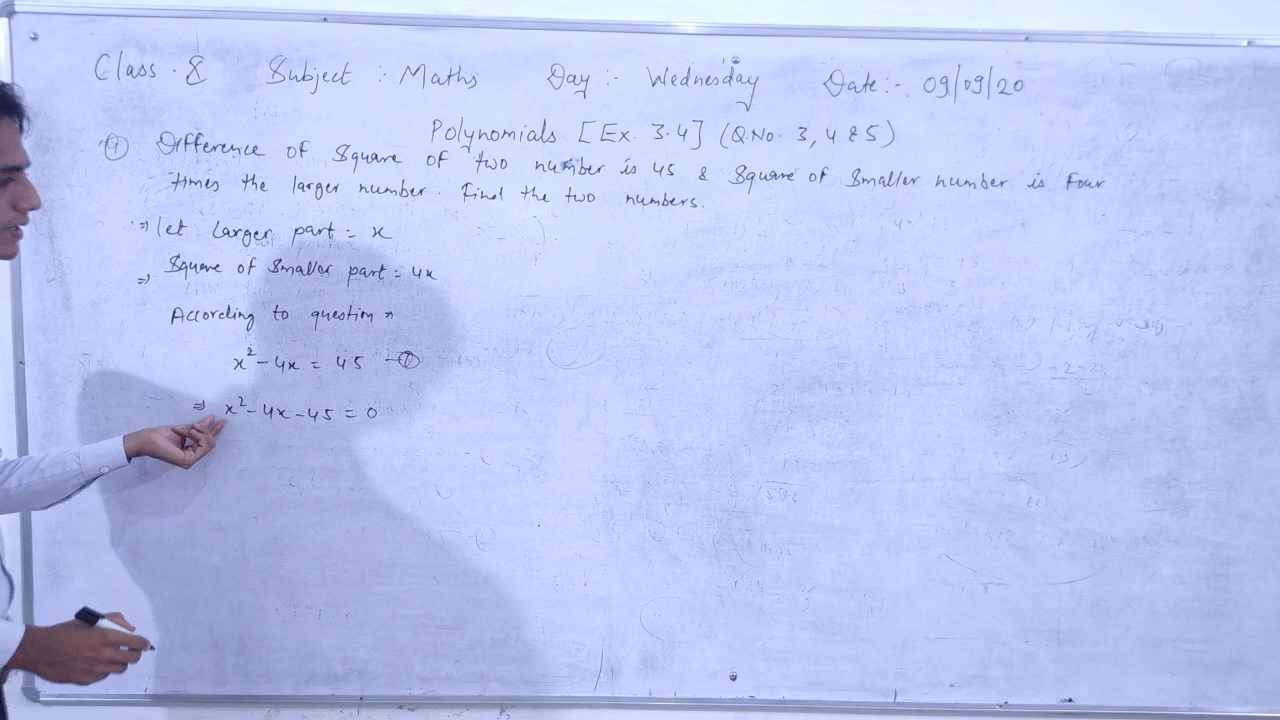 Class - 8 Subject : Maths Day :- Wednesday Date :- 09/09/20
Polynomials [Ex. 3.4] (Q.No. 3, 4 & 5)
④ Difference of Square of two number is 45 & Square of Smaller number is Four
times the larger number. Find the two numbers.
⇒ let Larger part = x
⇒ Square of Smaller part = 4x
According to question
x² - 4x = 45 -①
⇒ x² - 4x - 45 = 0